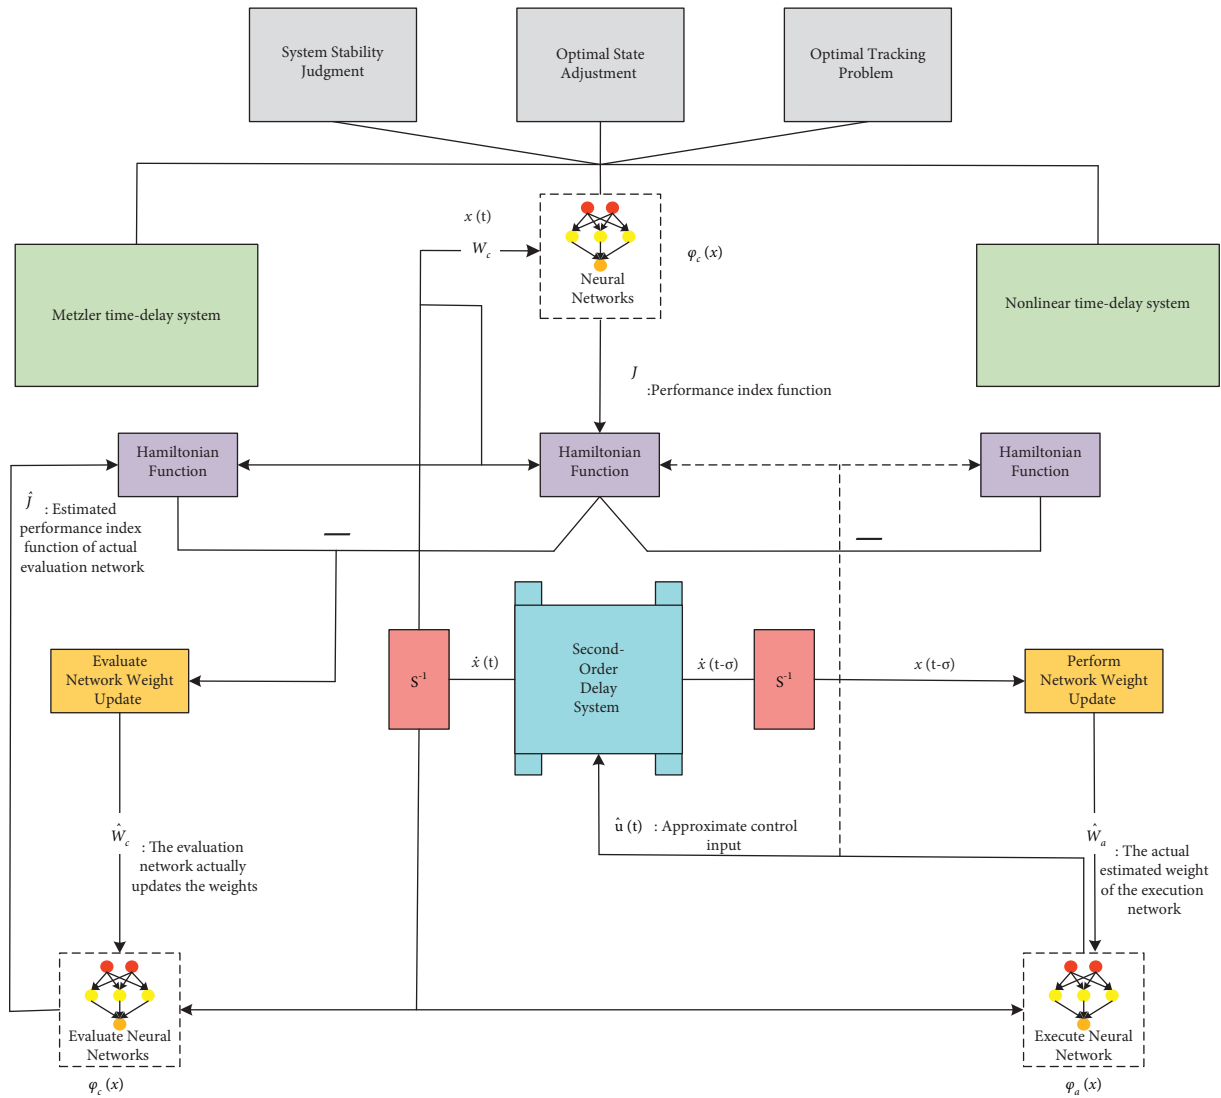 System Stability
Judgment
Optimal State
Adjustment
Optimal Tracking
Problem
x (t)
W_c
φ_c (x)
Neural
Networks
Metzler time-delay system
Nonlinear time-delay system
J
:Performance index function
Hamiltonian
Function
Hamiltonian
Function
Hamiltonian
Function
Ĵ
: Estimated
performance index
function of actual
evaluation network
Evaluate
Network Weight
Update
S⁻¹
ẋ (t)
Second-
Order
Delay
System
ẋ (t-σ)
S⁻¹
x (t-σ)
Perform
Network Weight
Update
Ŵ_c
: The evaluation
network actually
updates the weights
û (t) : Approximate control
input
Ŵ_a
: The actual
estimated weight
of the execution
network
Evaluate Neural
Networks
φ_c (x)
Execute Neural
Network
φ_a (x)